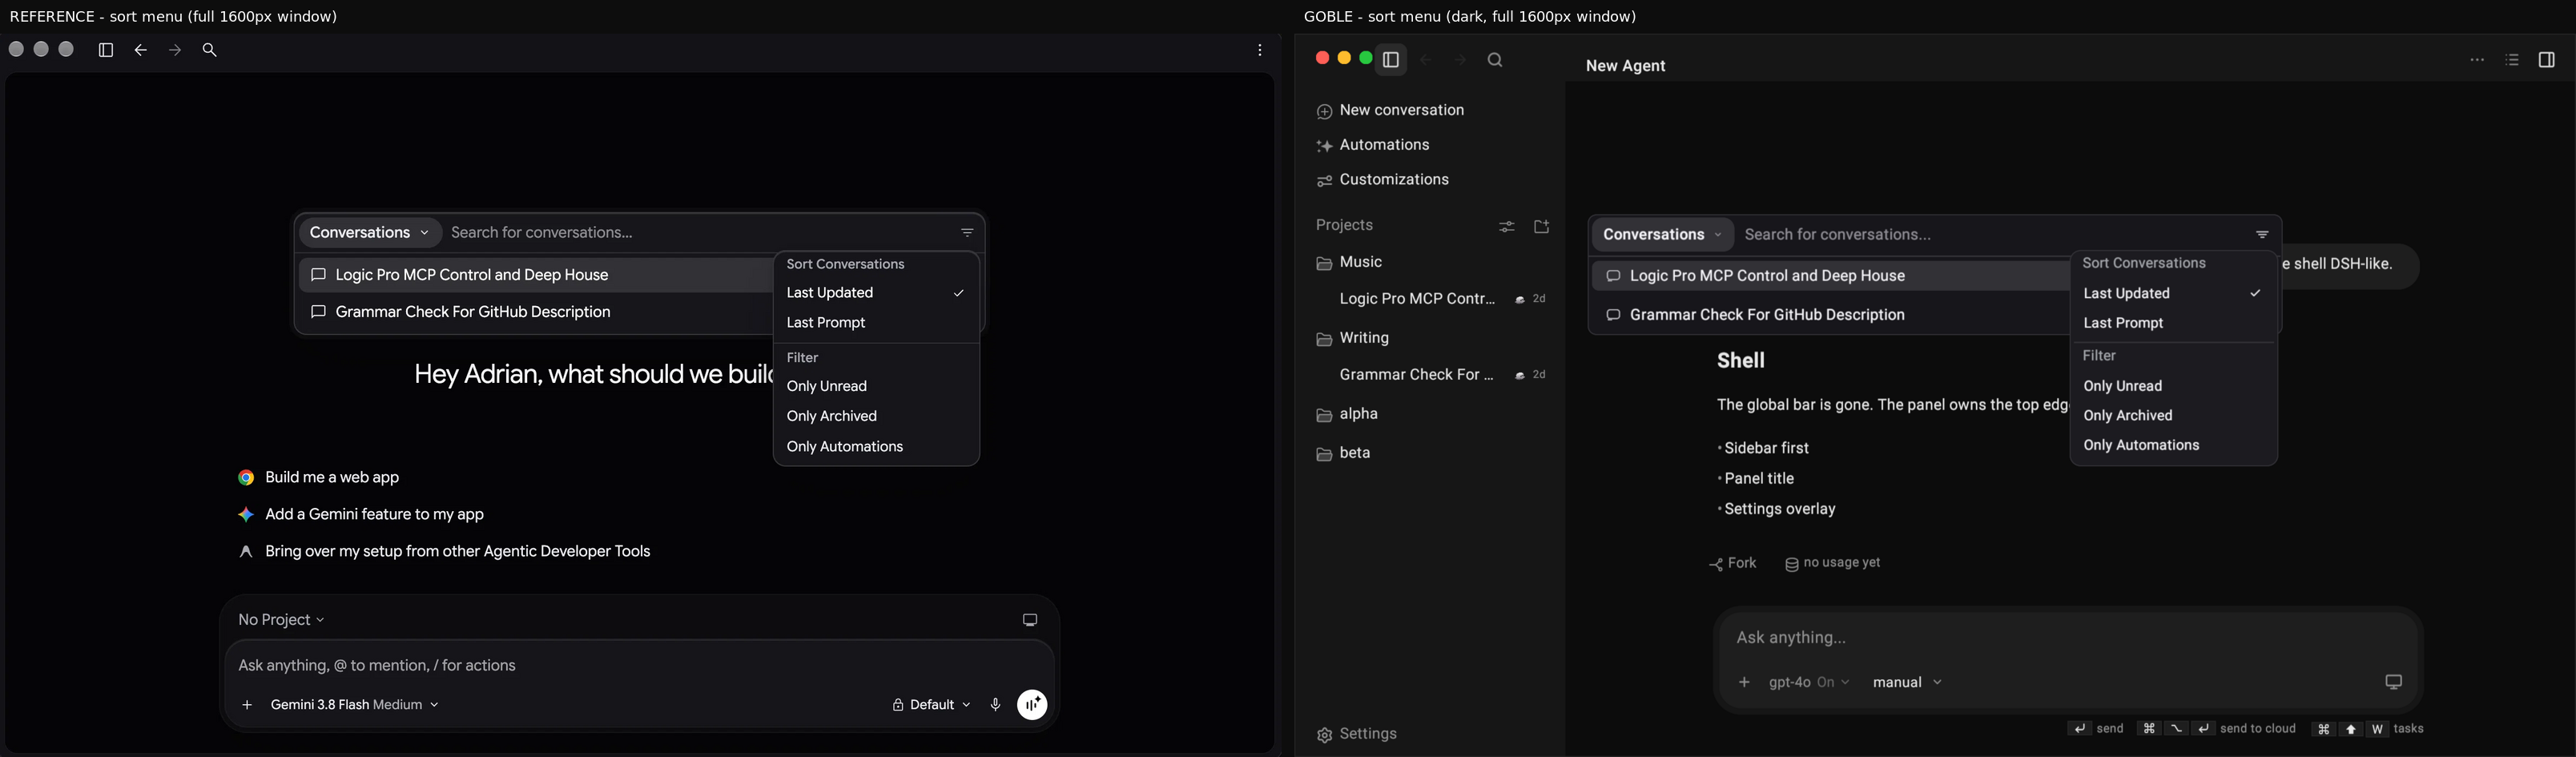 REFERENCE - sort menu (full 1600px window)
Conversations
Search for conversations...
Logic Pro MCP Control and Deep House
Grammar Check For GitHub Description
Sort Conversations
Last Updated
Last Prompt
Filter
Only Unread
Only Archived
Only Automations
Hey Adrian, what should we buil
Build me a web app
Add a Gemini feature to my app
Bring over my setup from other Agentic Developer Tools
No Project
Ask anything, @ to mention, / for actions
Gemini 3.8 Flash Medium
Default
GOBLE - sort menu (dark, full 1600px window)
New Agent
New conversation
Automations
Customizations
Projects
Music
Logic Pro MCP Contr... 2d
Writing
Grammar Check For ... 2d
alpha
beta
Settings
Conversations
Search for conversations...
Logic Pro MCP Control and Deep House
Grammar Check For GitHub Description
Sort Conversations
Last Updated
Last Prompt
Filter
Only Unread
Only Archived
Only Automations
e shell DSH-like.
Shell
The global bar is gone. The panel owns the top edg
• Sidebar first
• Panel title
• Settings overlay
Fork
no usage yet
Ask anything...
gpt-4o On
manual
↵ send ⌘ ⌥ ↵ send to cloud ⌘ ⬆ W tasks